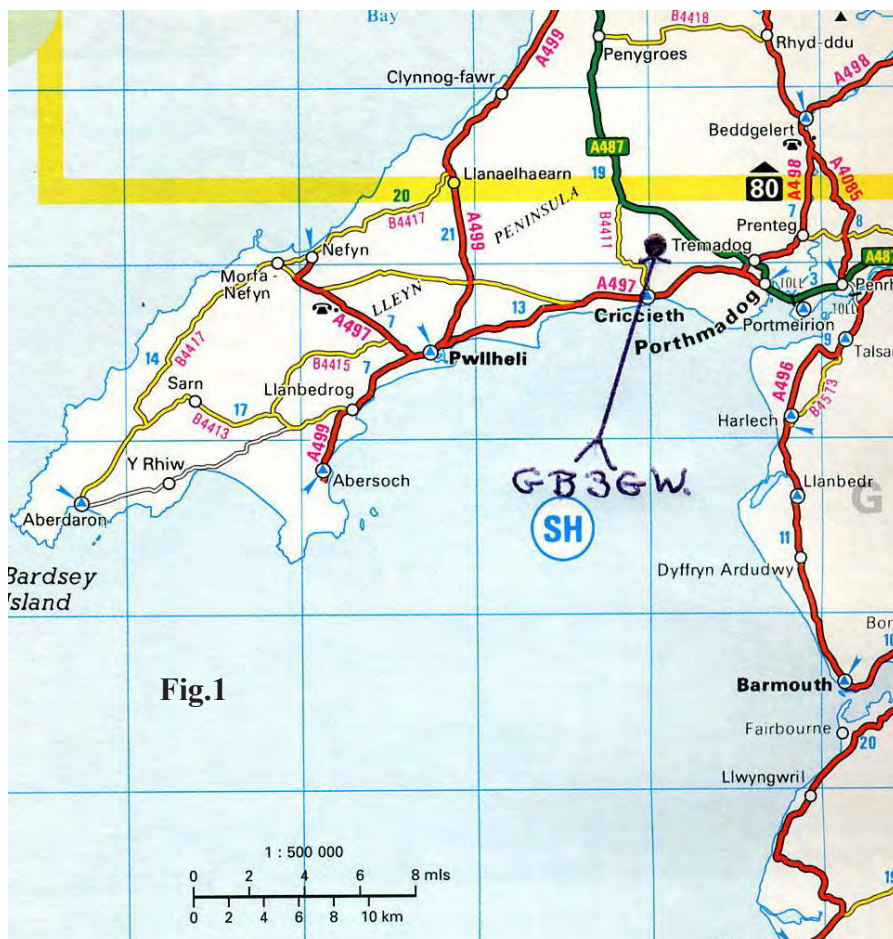 Bay
A499
B4418
Penygroes
Rhyd-ddu
A498
Clynnog-fawr
Beddgelert
A487
80
A498
A4085
Llanaelhaearn
19
20
B4417
PENINSULA
A499
21
B4411
7
8
Prenteg
Nefyn
Tremadog
A487
Morfa-
Nefyn
LLEYN
A497
13
TOLL
3
Penrh
Criccieth
Porthmadog
TOLL
Portmeirion
A497
7
9
Talsar
14
B4417
B4415
7
Pwllheli
Sarn
Llanbedrog
A496
B4573
17
B4413
A499
Harlech
Y Rhiw
Abersoch
GB3GW.
Llanbedr
G
Aberdaron
SH
11
Bardsey
Island
Dyffryn Ardudwy
Bon
10
Fig.1
Barmouth
Fairbourne
20
Llwyngwril
1 : 500 000
0 2 4 6 8 mls
0 2 4 6 8 10 km
19